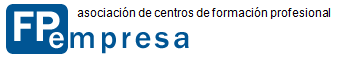 asociación de centros de formación profesional
FPempresa